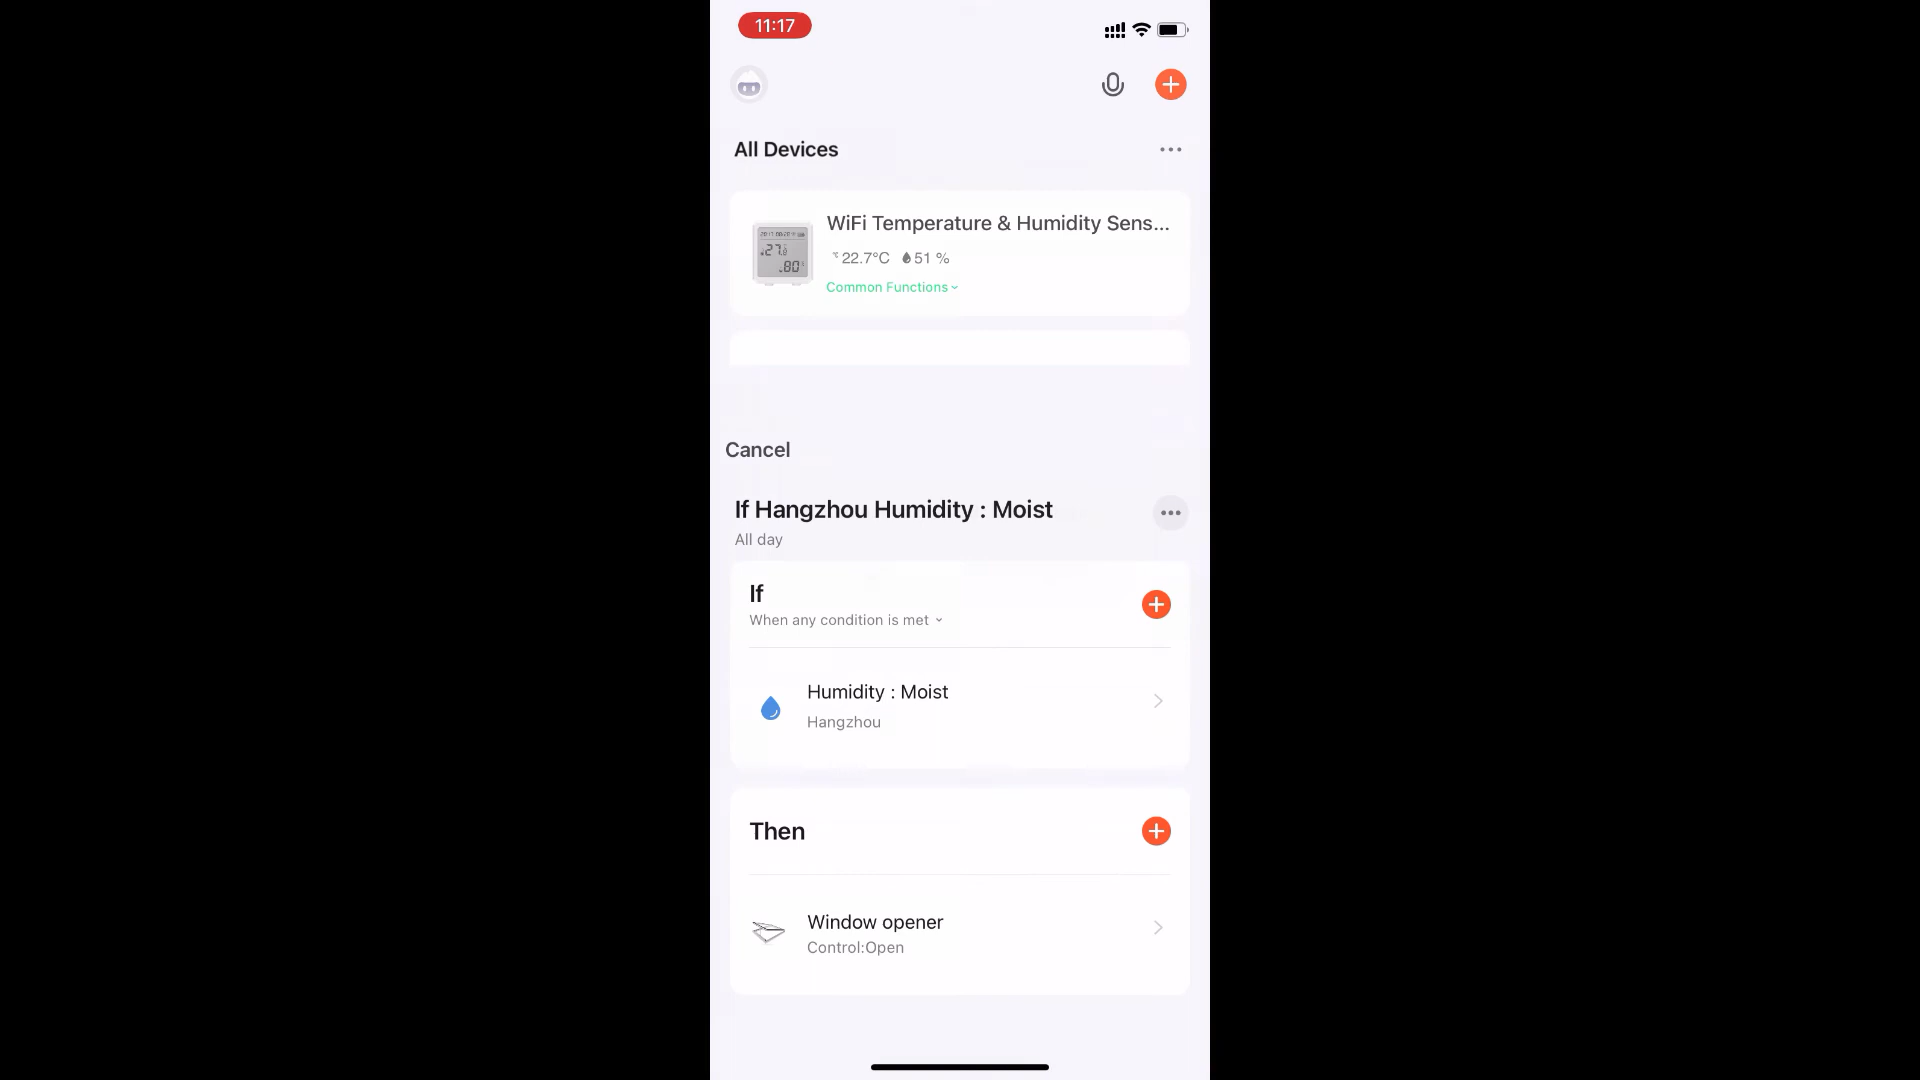 11:17
All Devices
WiFi Temperature & Humidity Sens...
℃ 22.7°C 51 %
Common Functions
Cancel
If Hangzhou Humidity : Moist
All day
If
When any condition is met
Humidity : Moist
Hangzhou
Then
Window opener
Control:Open